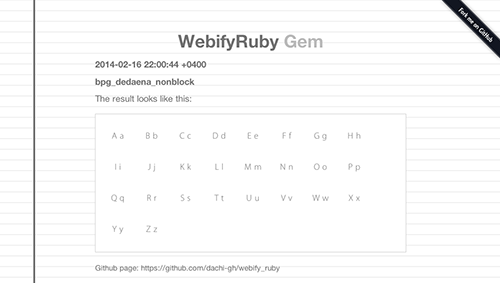 Fork me on GitHub
WebifyRuby Gem
2014-02-16 22:00:44 +0400
bpg_dedaena_nonblock
The result looks like this:
Aa Bb Cc Dd Ee Ff Gg Hh
Ii Jj Kk Ll Mm Nn Oo Pp
Qq Rr Ss Tt Uu Vv Ww Xx
Yy Zz
Github page: https://github.com/dachi-gh/webify_ruby